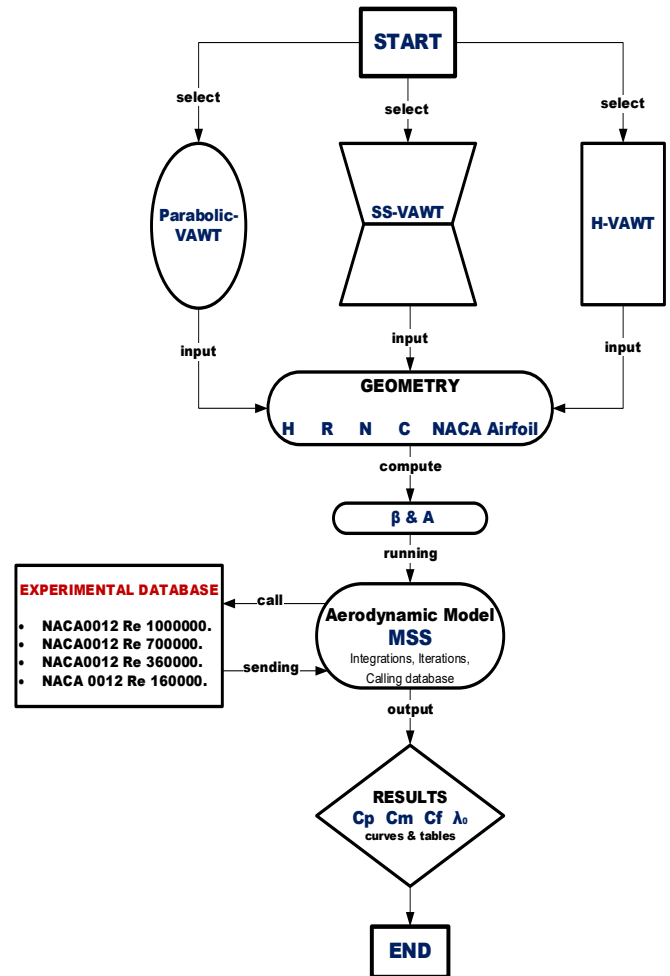 START
select
select
select
Parabolic-
VAWT
SS-VAWT
H-VAWT
input
input
input
GEOMETRY
H R N C NACA Airfoil
compute
β & A
running
EXPERIMENTAL DATABASE
• NACA0012 Re 1000000.
• NACA0012 Re 700000.
• NACA0012 Re 360000.
• NACA 0012 Re 160000.
call
sending
Aerodynamic Model
MSS
Integrations, Iterations,
Calling database
output
RESULTS
Cp Cm Cf λ₀
curves & tables
END